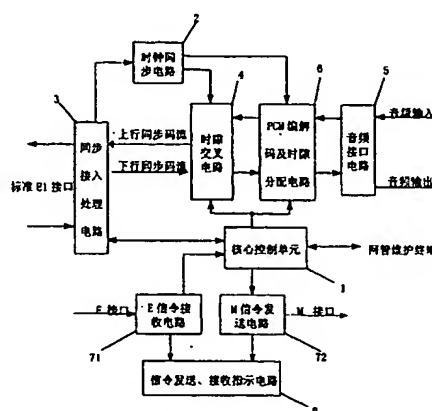 2
时钟同
步电路
4
6
5
3
时隙
交叉
电路
PCM编解
码及时隙
分配电路
音频
接口
电路
音频输入
音频输出
上行同步码流
下行同步码流
同步
接入
处理
电路
标准E1接口
核心控制单元
网管维护终端
1
E接口
E信令接
收电路
M信令发
送电路
M 接口
71
72
信令发送、接收指示电路